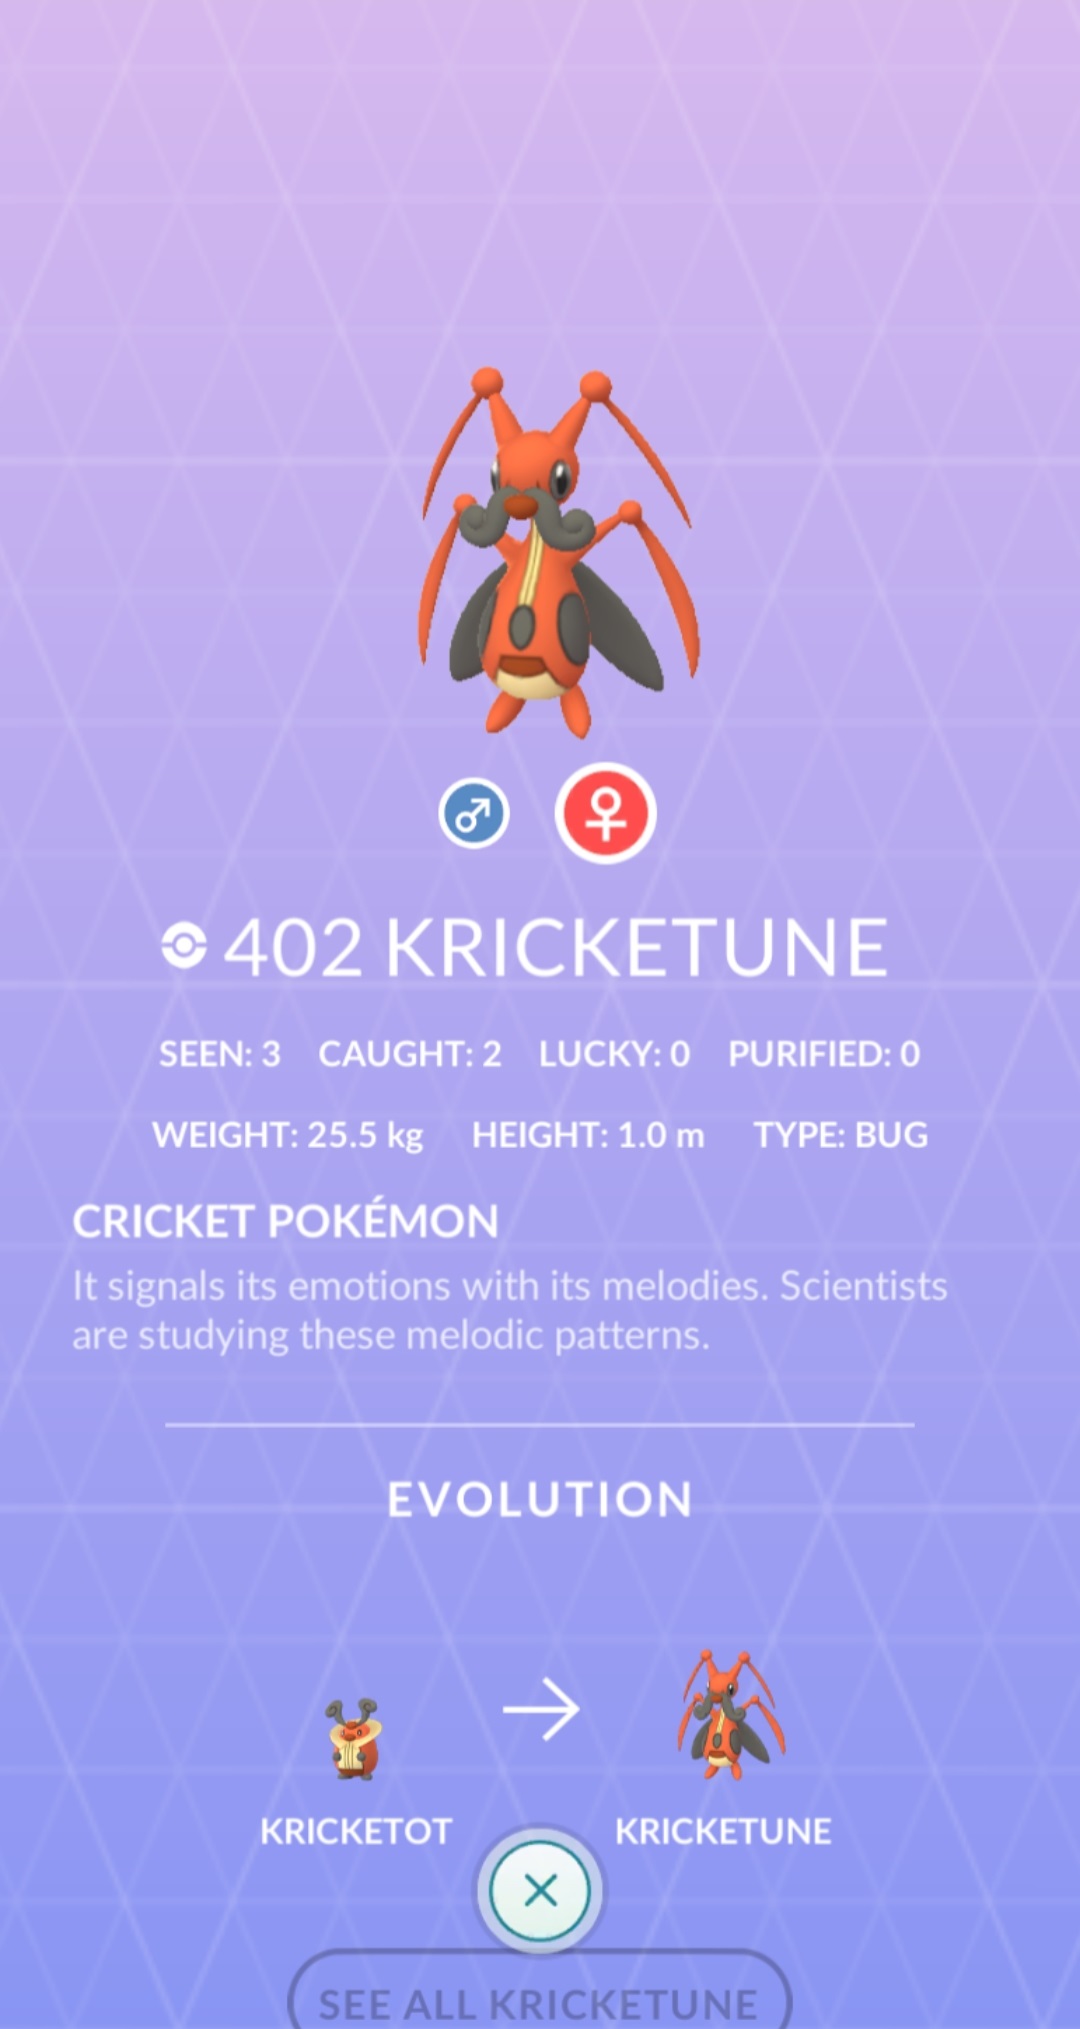 402 KRICKETUNE
SEEN: 3 CAUGHT: 2 LUCKY: 0 PURIFIED: 0
WEIGHT: 25.5 kg HEIGHT: 1.0 m TYPE: BUG
CRICKET POKÉMON
It signals its emotions with its melodies. Scientists
are studying these melodic patterns.
EVOLUTION
KRICKETOT KRICKETUNE
SEE ALL KRICKETUNE